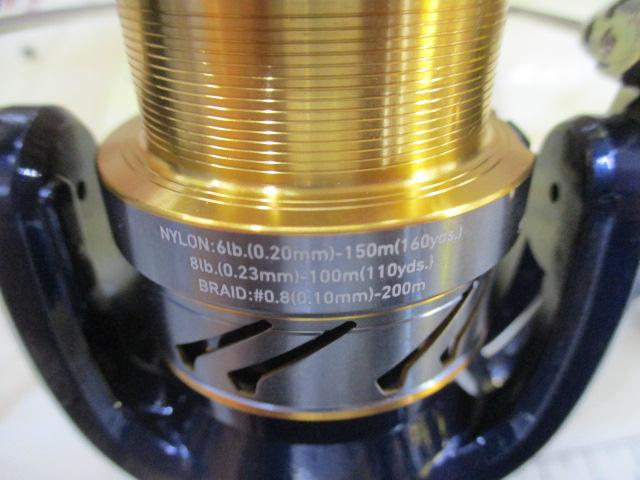 NYLON:6lb.(0.20mm)-150m(160yds.)
8lb.(0.23mm)-100m(110yds.)
BRAID:#0.8(0.10mm)-200m